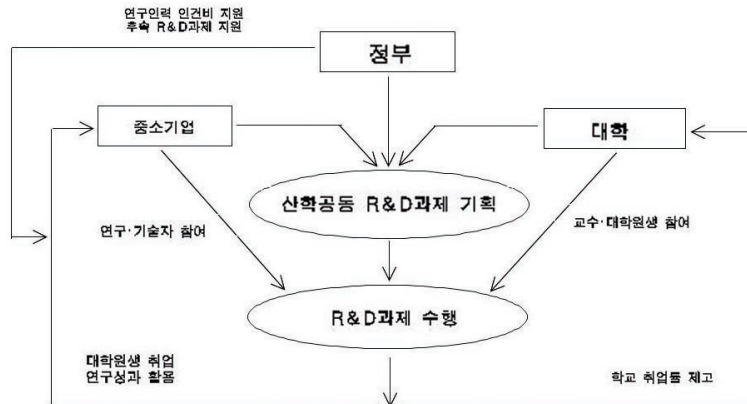 연구인력 인건비 지원
후속 R&D과제 지원
정부
중소기업
대학
산학공동 R&D과제 기획
연구·기술자 참여
교수·대학원생 참여
R&D과제 수행
대학원생 취업
연구성과 활용
학교 취업률 제고